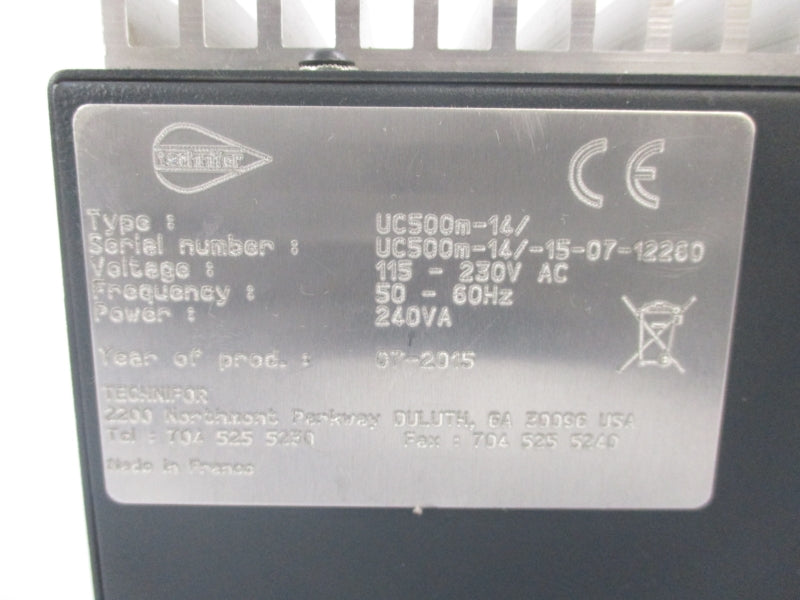 technifor
CE
Type : UC500m-14/
Serial number : UC500m-14/-15-07-12260
Voltage : 115 - 230V AC
Frequency : 50 - 60Hz
Power : 240VA
Year of prod. : 07-2015
TECHNIFOR
2200 Northmont Parkway DULUTH, GA 30096 USA
Tel : 704 525 5230 Fax : 704 525 5240
Made in France